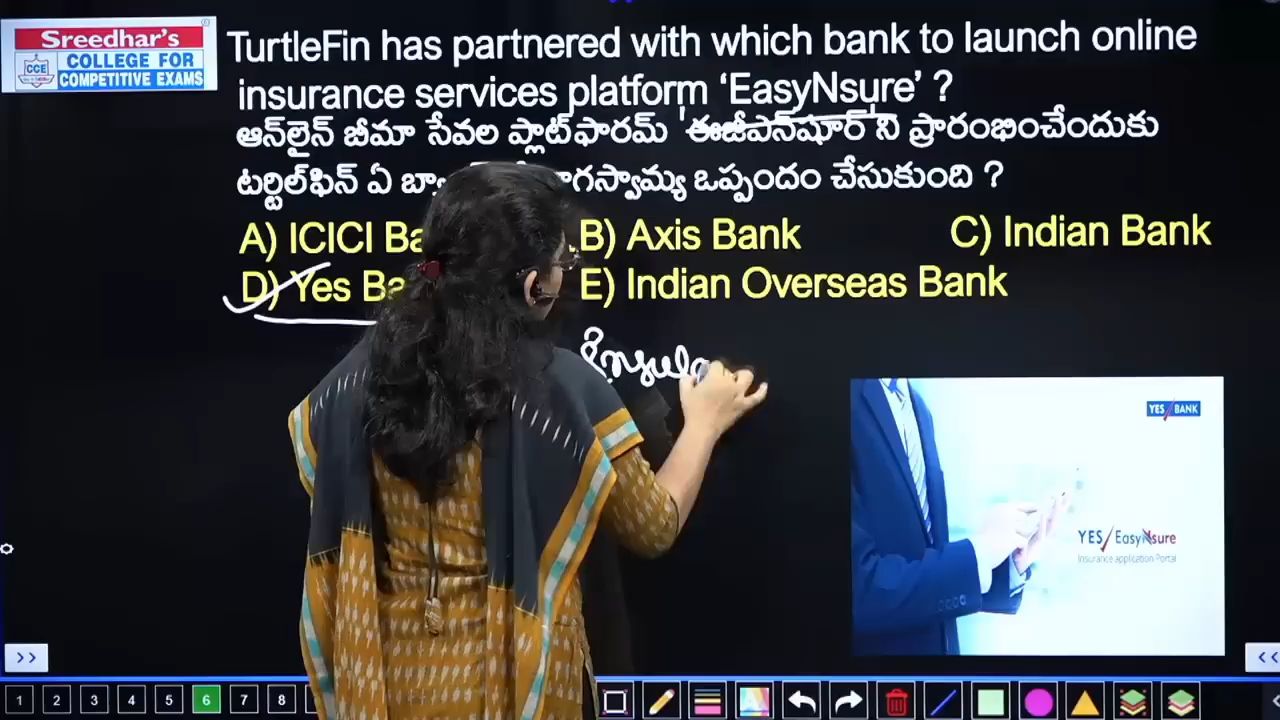 Sreedhar's
CCE
COLLEGE FOR
COMPETITIVE EXAMS
TurtleFin has partnered with which bank to launch online
insurance services platform ‘EasyNsure’ ?
ఆన్‌లైన్ బీమా సేవల ప్లాట్‌ఫారమ్ 'ఈజీఎన్‌షూర్ ని ప్రారంభించేందుకు
టర్టిల్‌ఫిన్ ఏ ఒప్పందం చేసుకుంది ?
A) ICICI B) Axis Bank C) Indian Bank
D) Yes E) Indian Overseas Bank
YES BANK
YES EasyNsure
Insurance application Portal
>>
<<
1 2 3 4 5 6 7 8